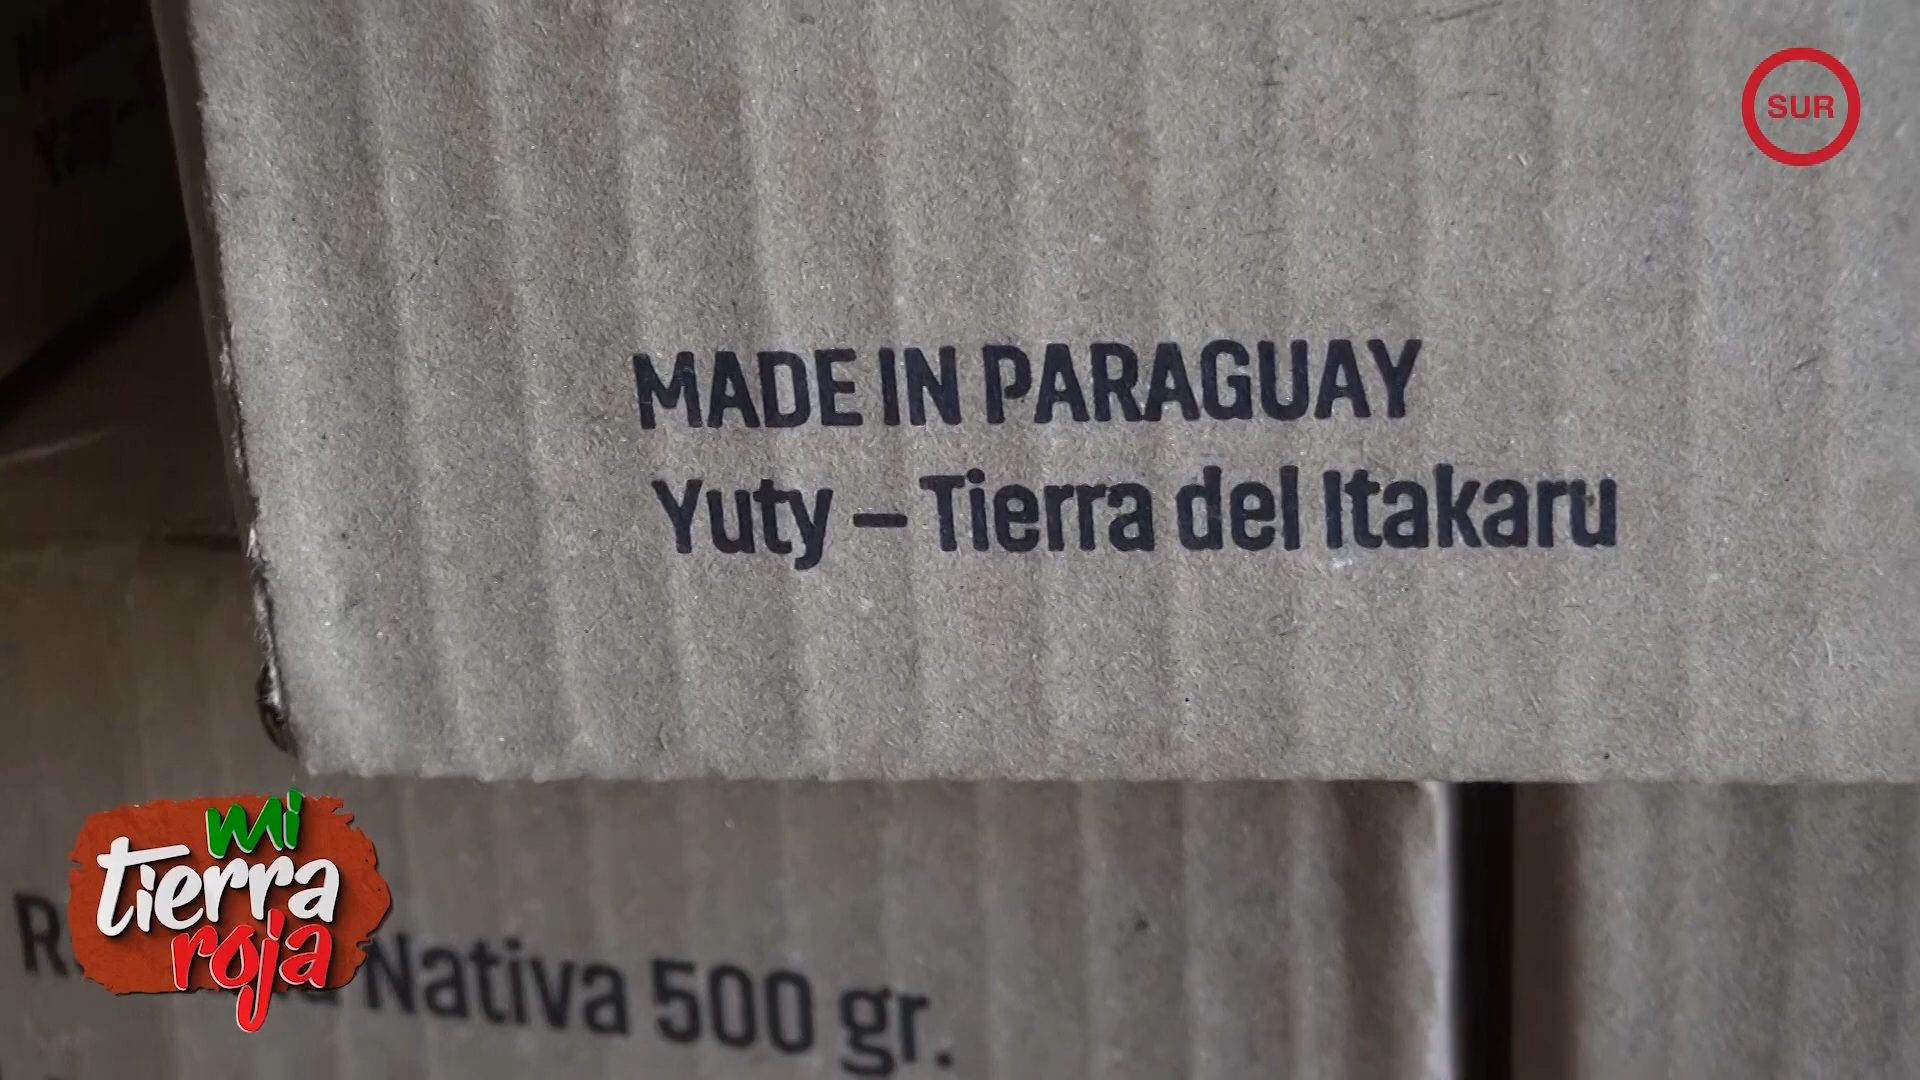 SUR
MADE IN PARAGUAY
Yuty – Tierra del Itakaru
mi
tierra
roja
Nativa 500 gr.